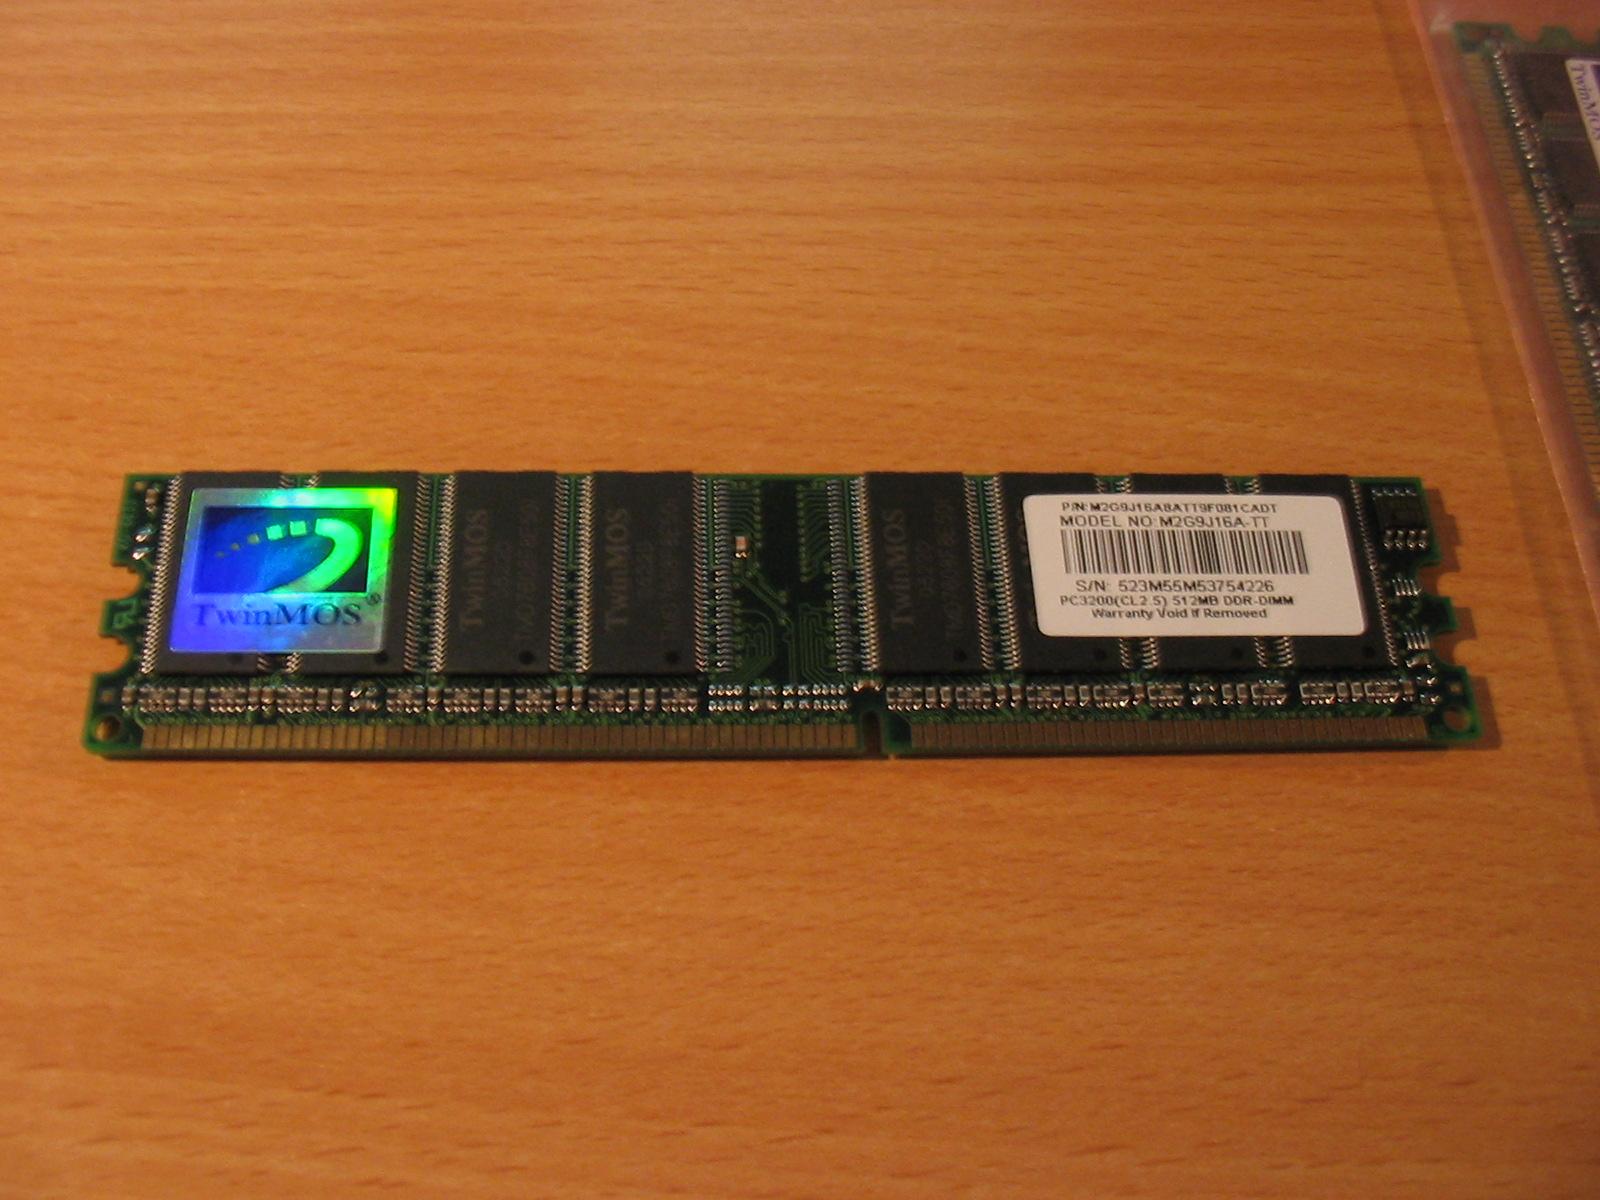 TwinMOS®
TwinMOS
TwinMOS
TwinMOS
P/N:M2G9J16A8ATT9F081CADT
MODEL NO:M2G9J16A-TT
S/N: 523M55M53754226
PC3200(CL2.5) 512MB DDR-DIMM
Warranty Void If Removed
TwinMOS